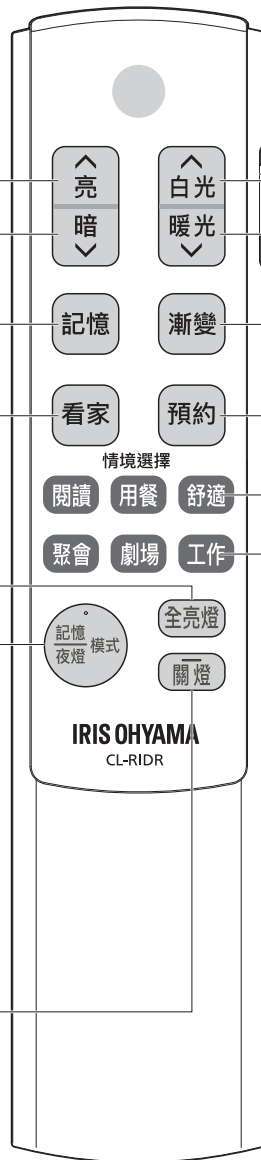 亮 白光
暗 暖光
記憶 漸變
看家 預約
情境選擇
閱讀 用餐 舒適
聚會 劇場 工作
記憶 全亮燈
夜燈 模式
關燈
IRIS OHYAMA
CL-RIDR